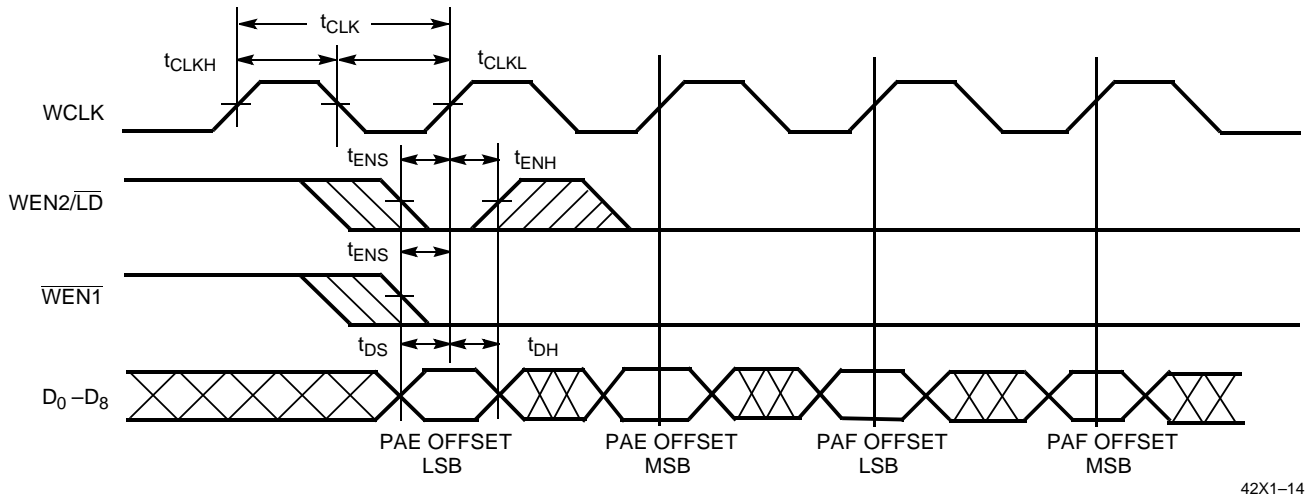 tCLK
tCLKH
tCLKL
WCLK
tENS
tENH
WEN2/LD
tENS
WEN1
tDS
tDH
D0 –D8
PAE OFFSET
LSB
PAE OFFSET
MSB
PAF OFFSET
LSB
PAF OFFSET
MSB
42X1–14